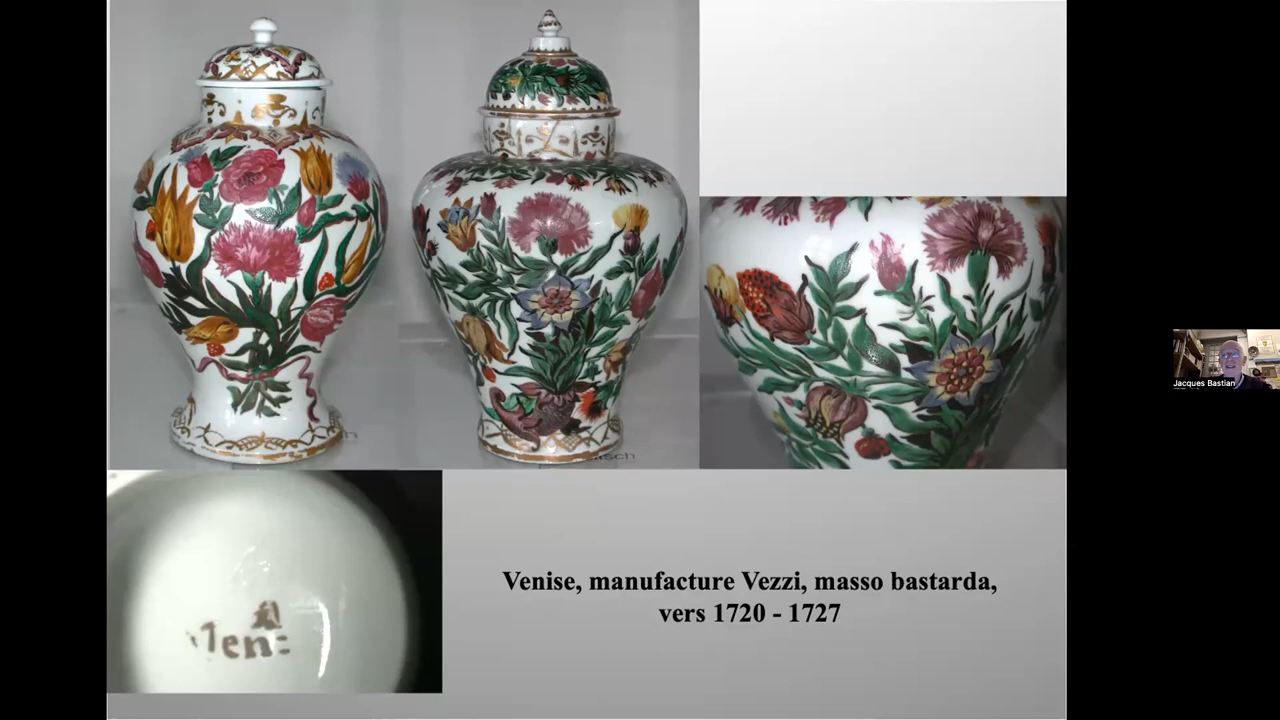 Ven:a
Venise, manufacture Vezzi, masso bastarda,
vers 1720 - 1727
Jacques Bastian